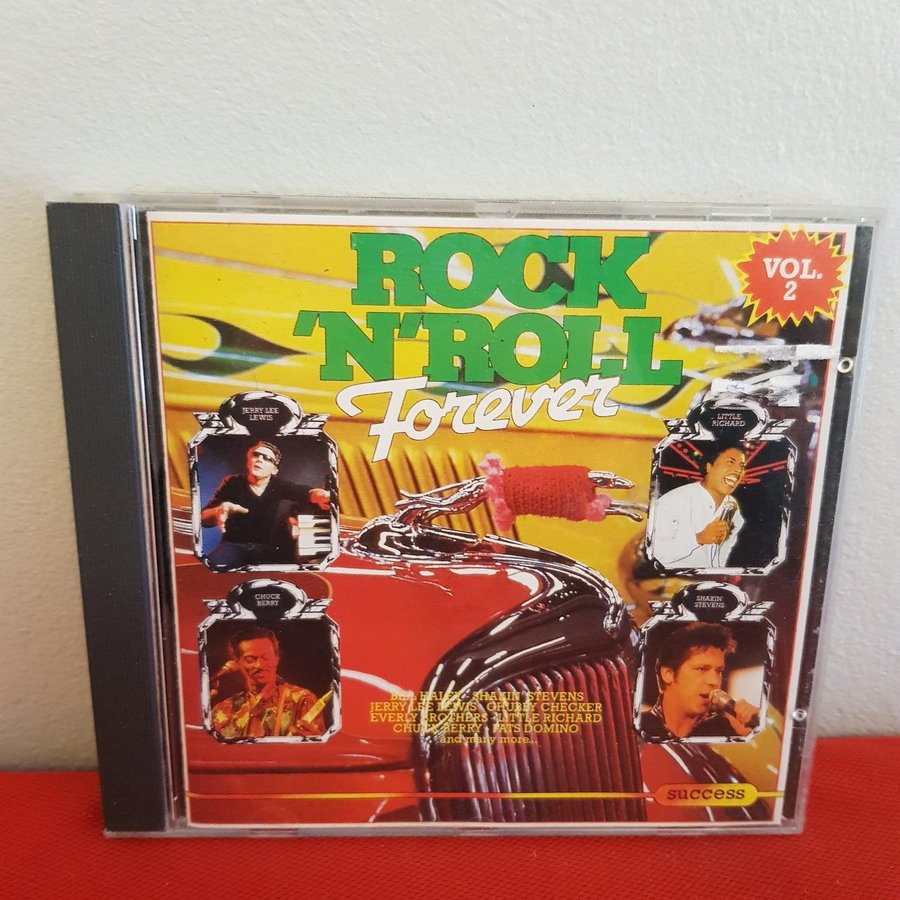 ROCK
'N' ROLL
Forever
VOL.
2
JERRY LEE
LEWIS
LITTLE
RICHARD
CHUCK
BERRY
SHAKIN'
STEVENS
BILL HALEY · SHAKIN' STEVENS
JERRY LEE LEWIS · CHUBBY CHECKER
EVERLY BROTHERS · LITTLE RICHARD
CHUCK BERRY · FATS DOMINO
and many more...
success